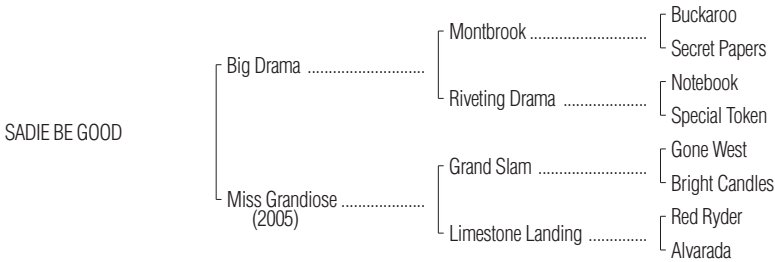 Buckaroo
Montbrook ............................
Secret Papers
Big Drama ............................
Notebook
Riveting Drama ....................
Special Token
SADIE BE GOOD
Gone West
Grand Slam ..........................
Bright Candles
Miss Grandiose ....................
(2005)
Red Ryder
Limestone Landing ..............
Alvarada